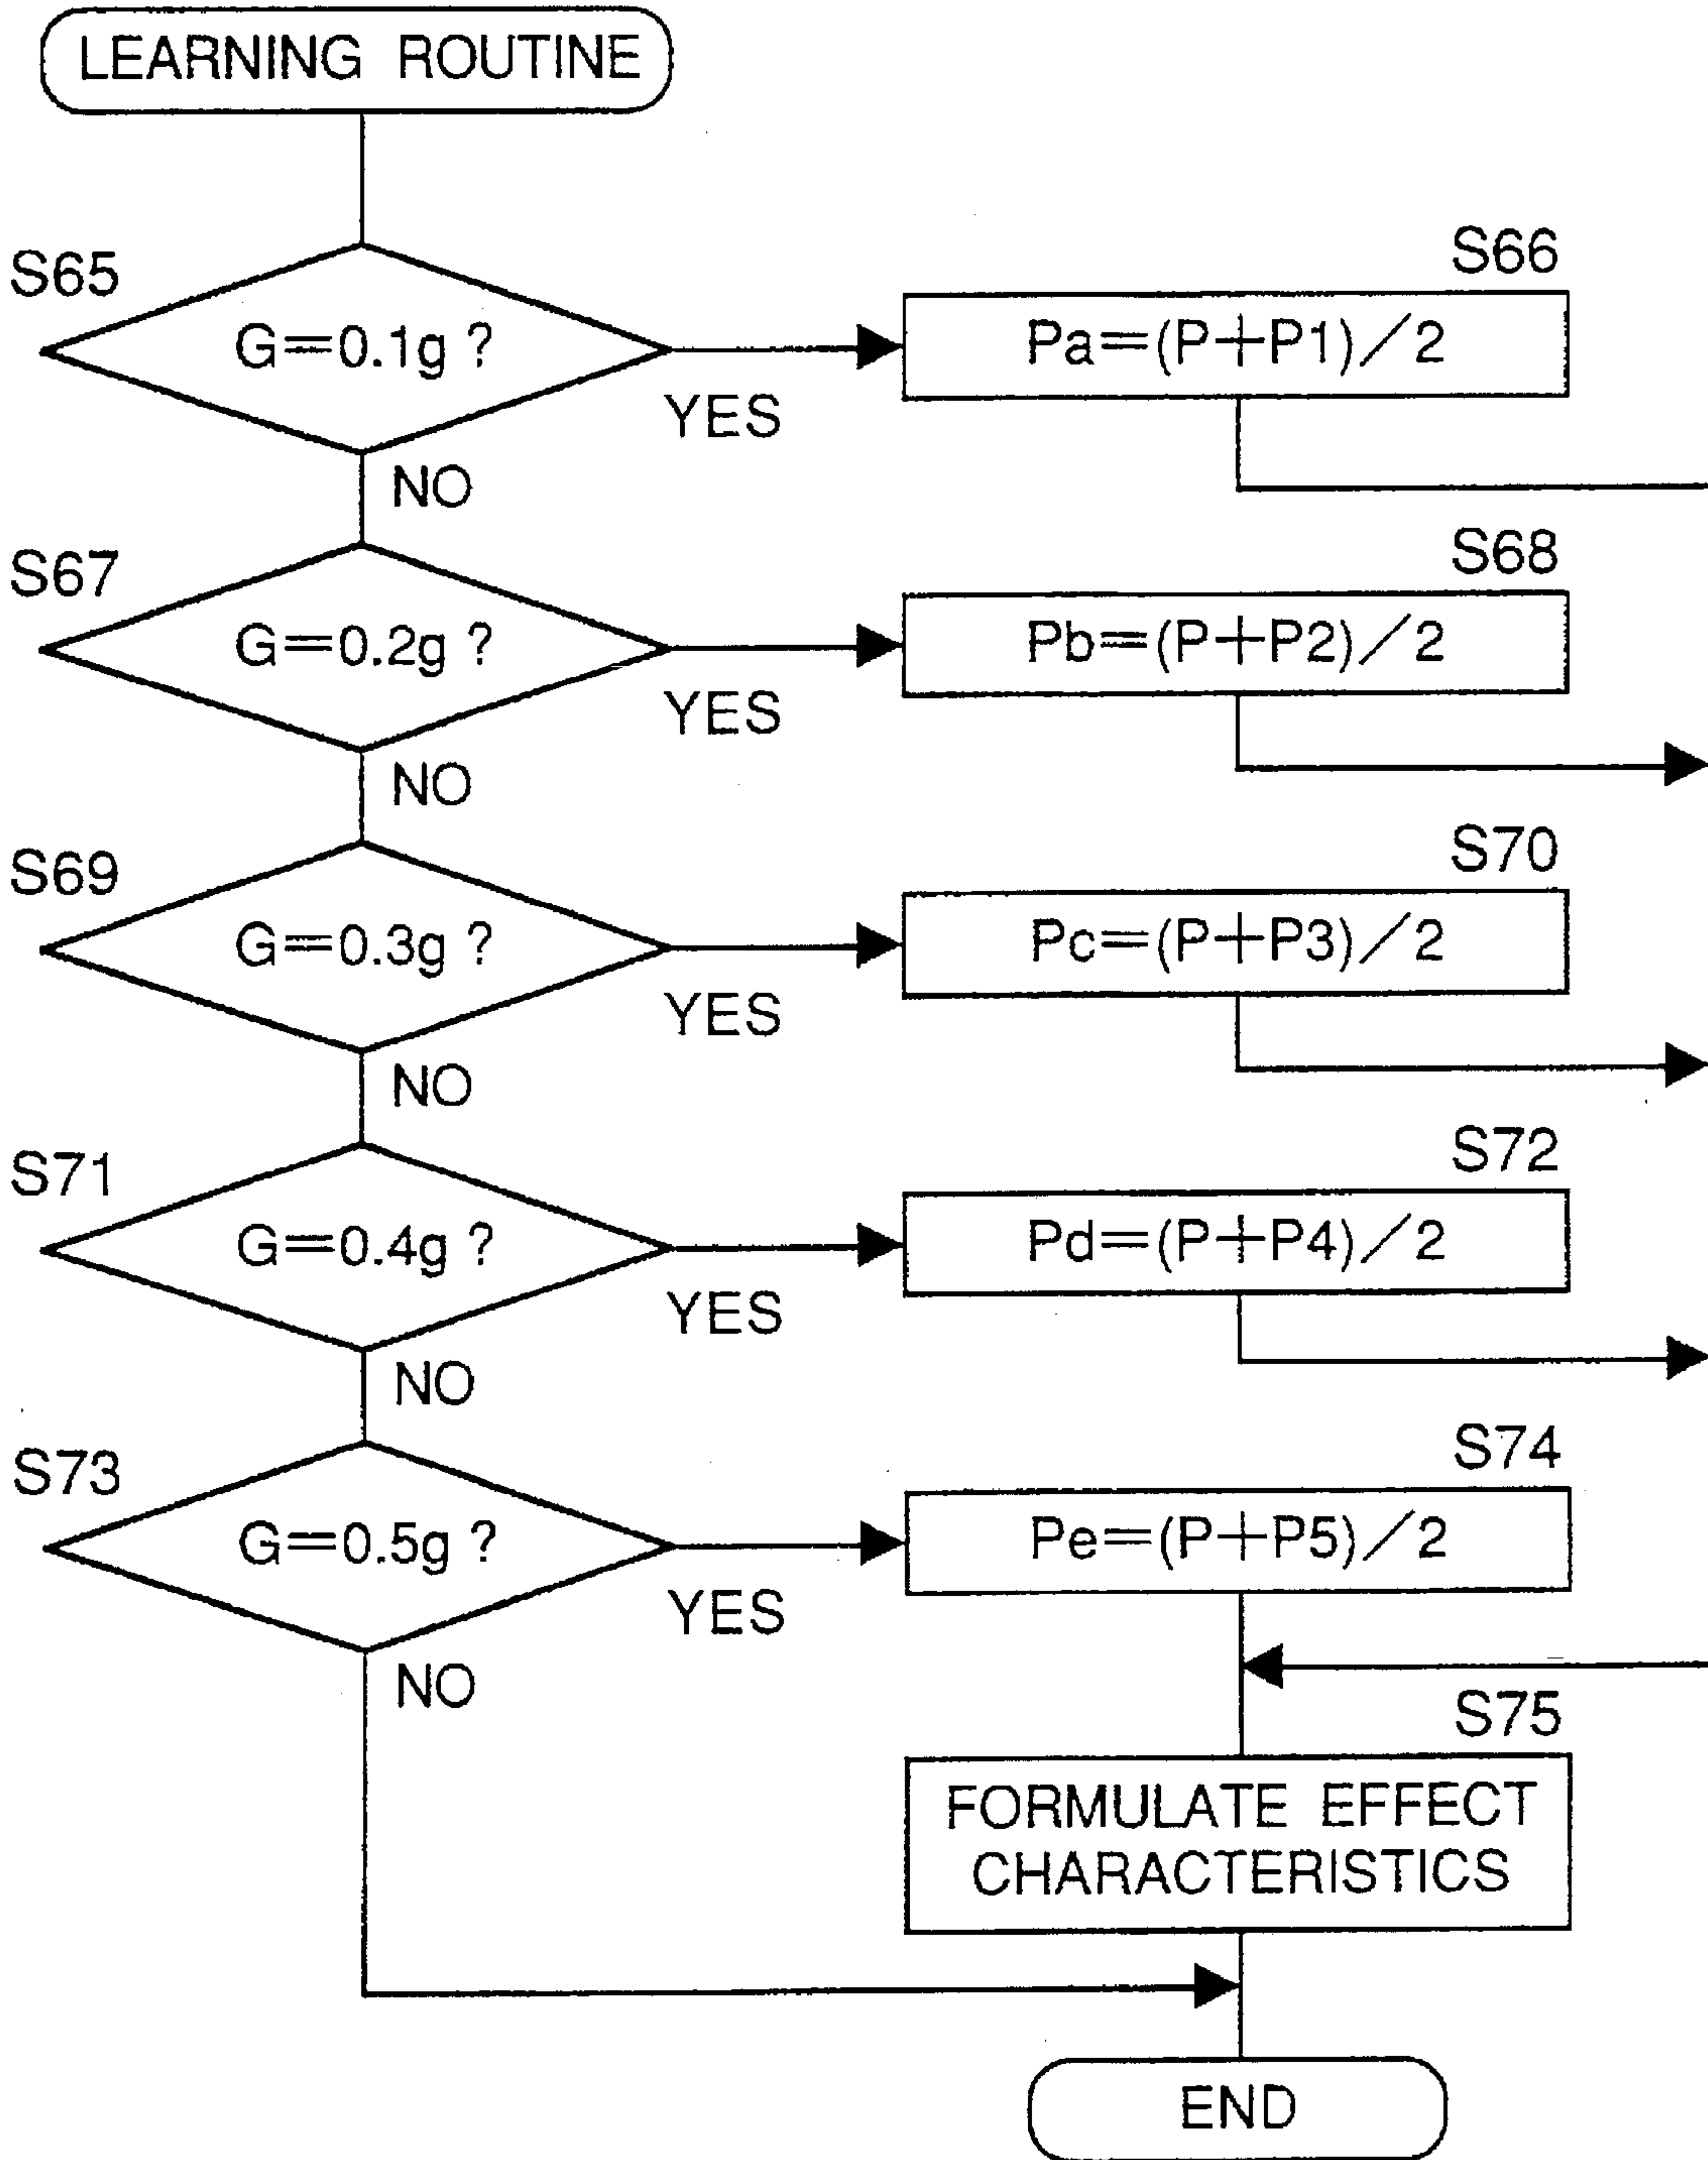 LEARNING ROUTINE
S65
G=0.1g ?
YES
NO
S66
Pa=(P+P1)/2
S67
G=0.2g ?
YES
NO
S68
Pb=(P+P2)/2
S69
G=0.3g ?
YES
NO
S70
Pc=(P+P3)/2
S71
G=0.4g ?
YES
NO
S72
Pd=(P+P4)/2
S73
G=0.5g ?
YES
NO
S74
Pe=(P+P5)/2
S75
FORMULATE EFFECT
CHARACTERISTICS
END